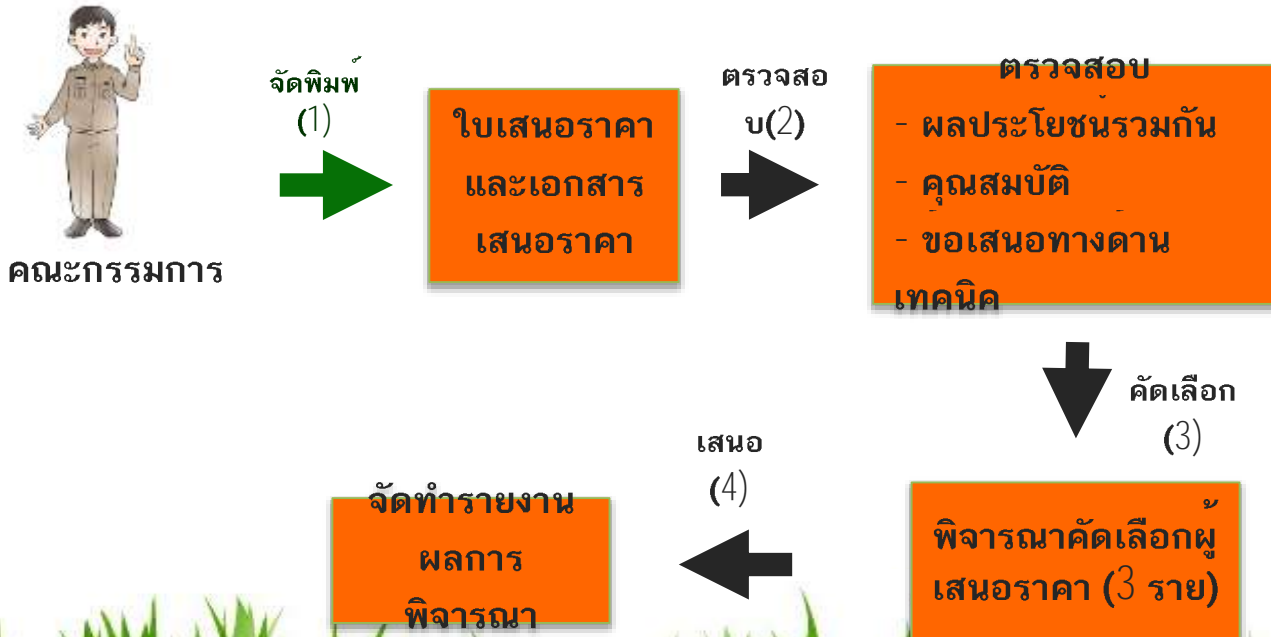 จัดพิมพ์
(1)
ใบเสนอราคา
และเอกสาร
เสนอราคา
คณะกรรมการ
ตรวจสอ
บ(2)
ตรวจสอบ
- ผลประโยชนรวมกัน
- คุณสมบัติ
- ขอเสนอทางดาน
เทคนิค
คัดเลือก
(3)
พิจารณาคัดเลือกผู้
เสนอราคา (3 ราย)
เสนอ
(4)
จัดทำรายงาน
ผลการ
พิจารณา